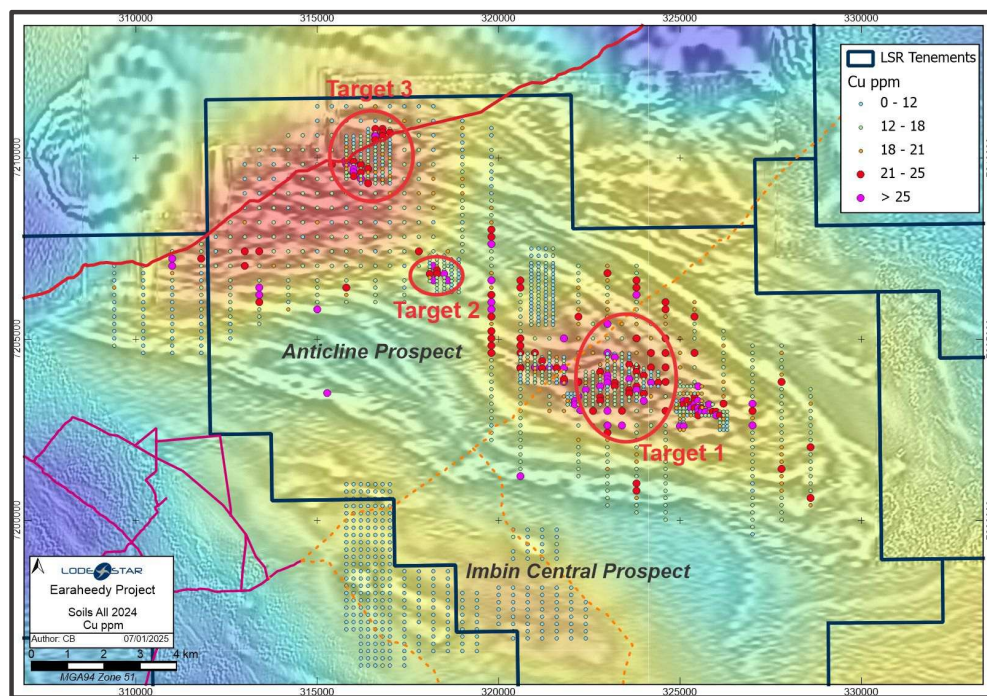 310000 315000 320000 325000 330000
LSR Tenements
Cu ppm
0 - 12
12 - 18
18 - 21
21 - 25
> 25
Target 3
7210000
7210000
Target 2
Anticline Prospect
7205000
7205000
Target 1
7200000
7200000
Imbin Central Prospect
LODESTAR
Earaheedy Project
Soils All 2024
Cu ppm
Author: CB 07/01/2025
0 1 2 3 4 km
MGA94 Zone 51
310000 315000 320000 325000 330000